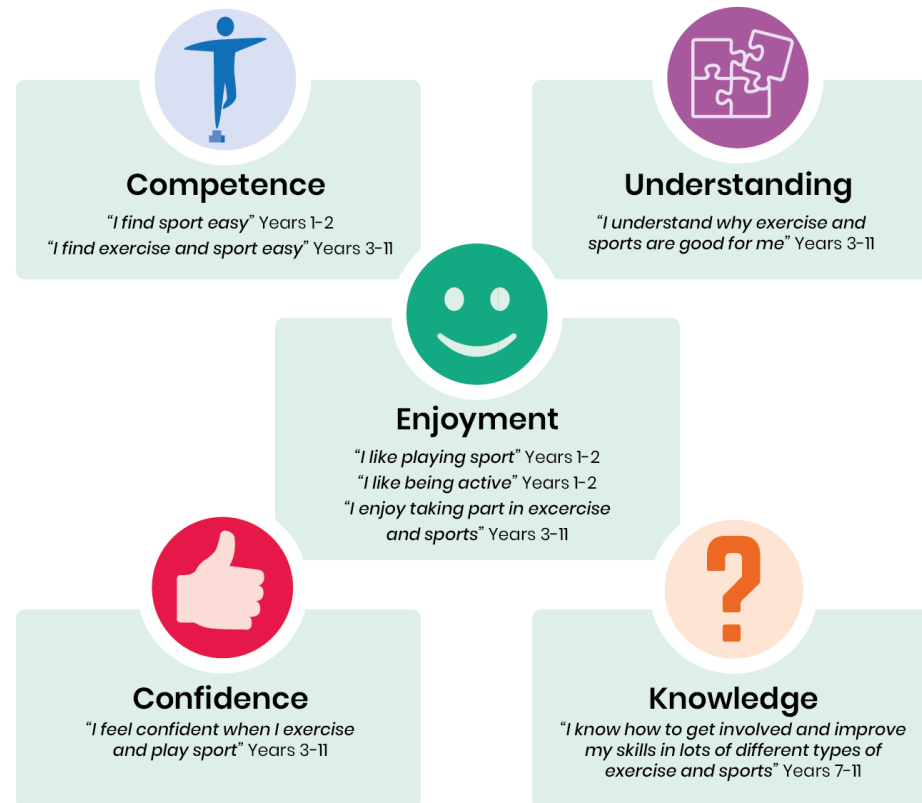 Competence
“I find sport easy” Years 1-2
“I find exercise and sport easy” Years 3-11
Understanding
“I understand why exercise and
sports are good for me” Years 3-11
Enjoyment
“I like playing sport” Years 1-2
“I like being active” Years 1-2
“I enjoy taking part in excercise
and sports” Years 3-11
Confidence
“I feel confident when I exercise
and play sport” Years 3-11
Knowledge
“I know how to get involved and improve
my skills in lots of different types of
exercise and sports” Years 7-11